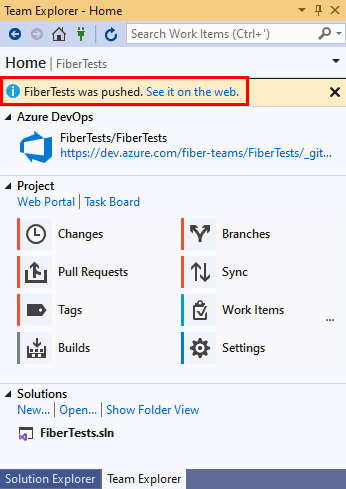 Team Explorer - Home
Search Work Items (Ctrl+')
Home | FiberTests
FiberTests was pushed. See it on the web.
Azure DevOps
FiberTests/FiberTests
https://dev.azure.com/fiber-teams/FiberTests/_git...
Project
Web Portal | Task Board
Changes
Branches
Pull Requests
Sync
Tags
Work Items
...
Builds
Settings
Solutions
New... | Open... | Show Folder View
FiberTests.sln
Solution Explorer
Team Explorer